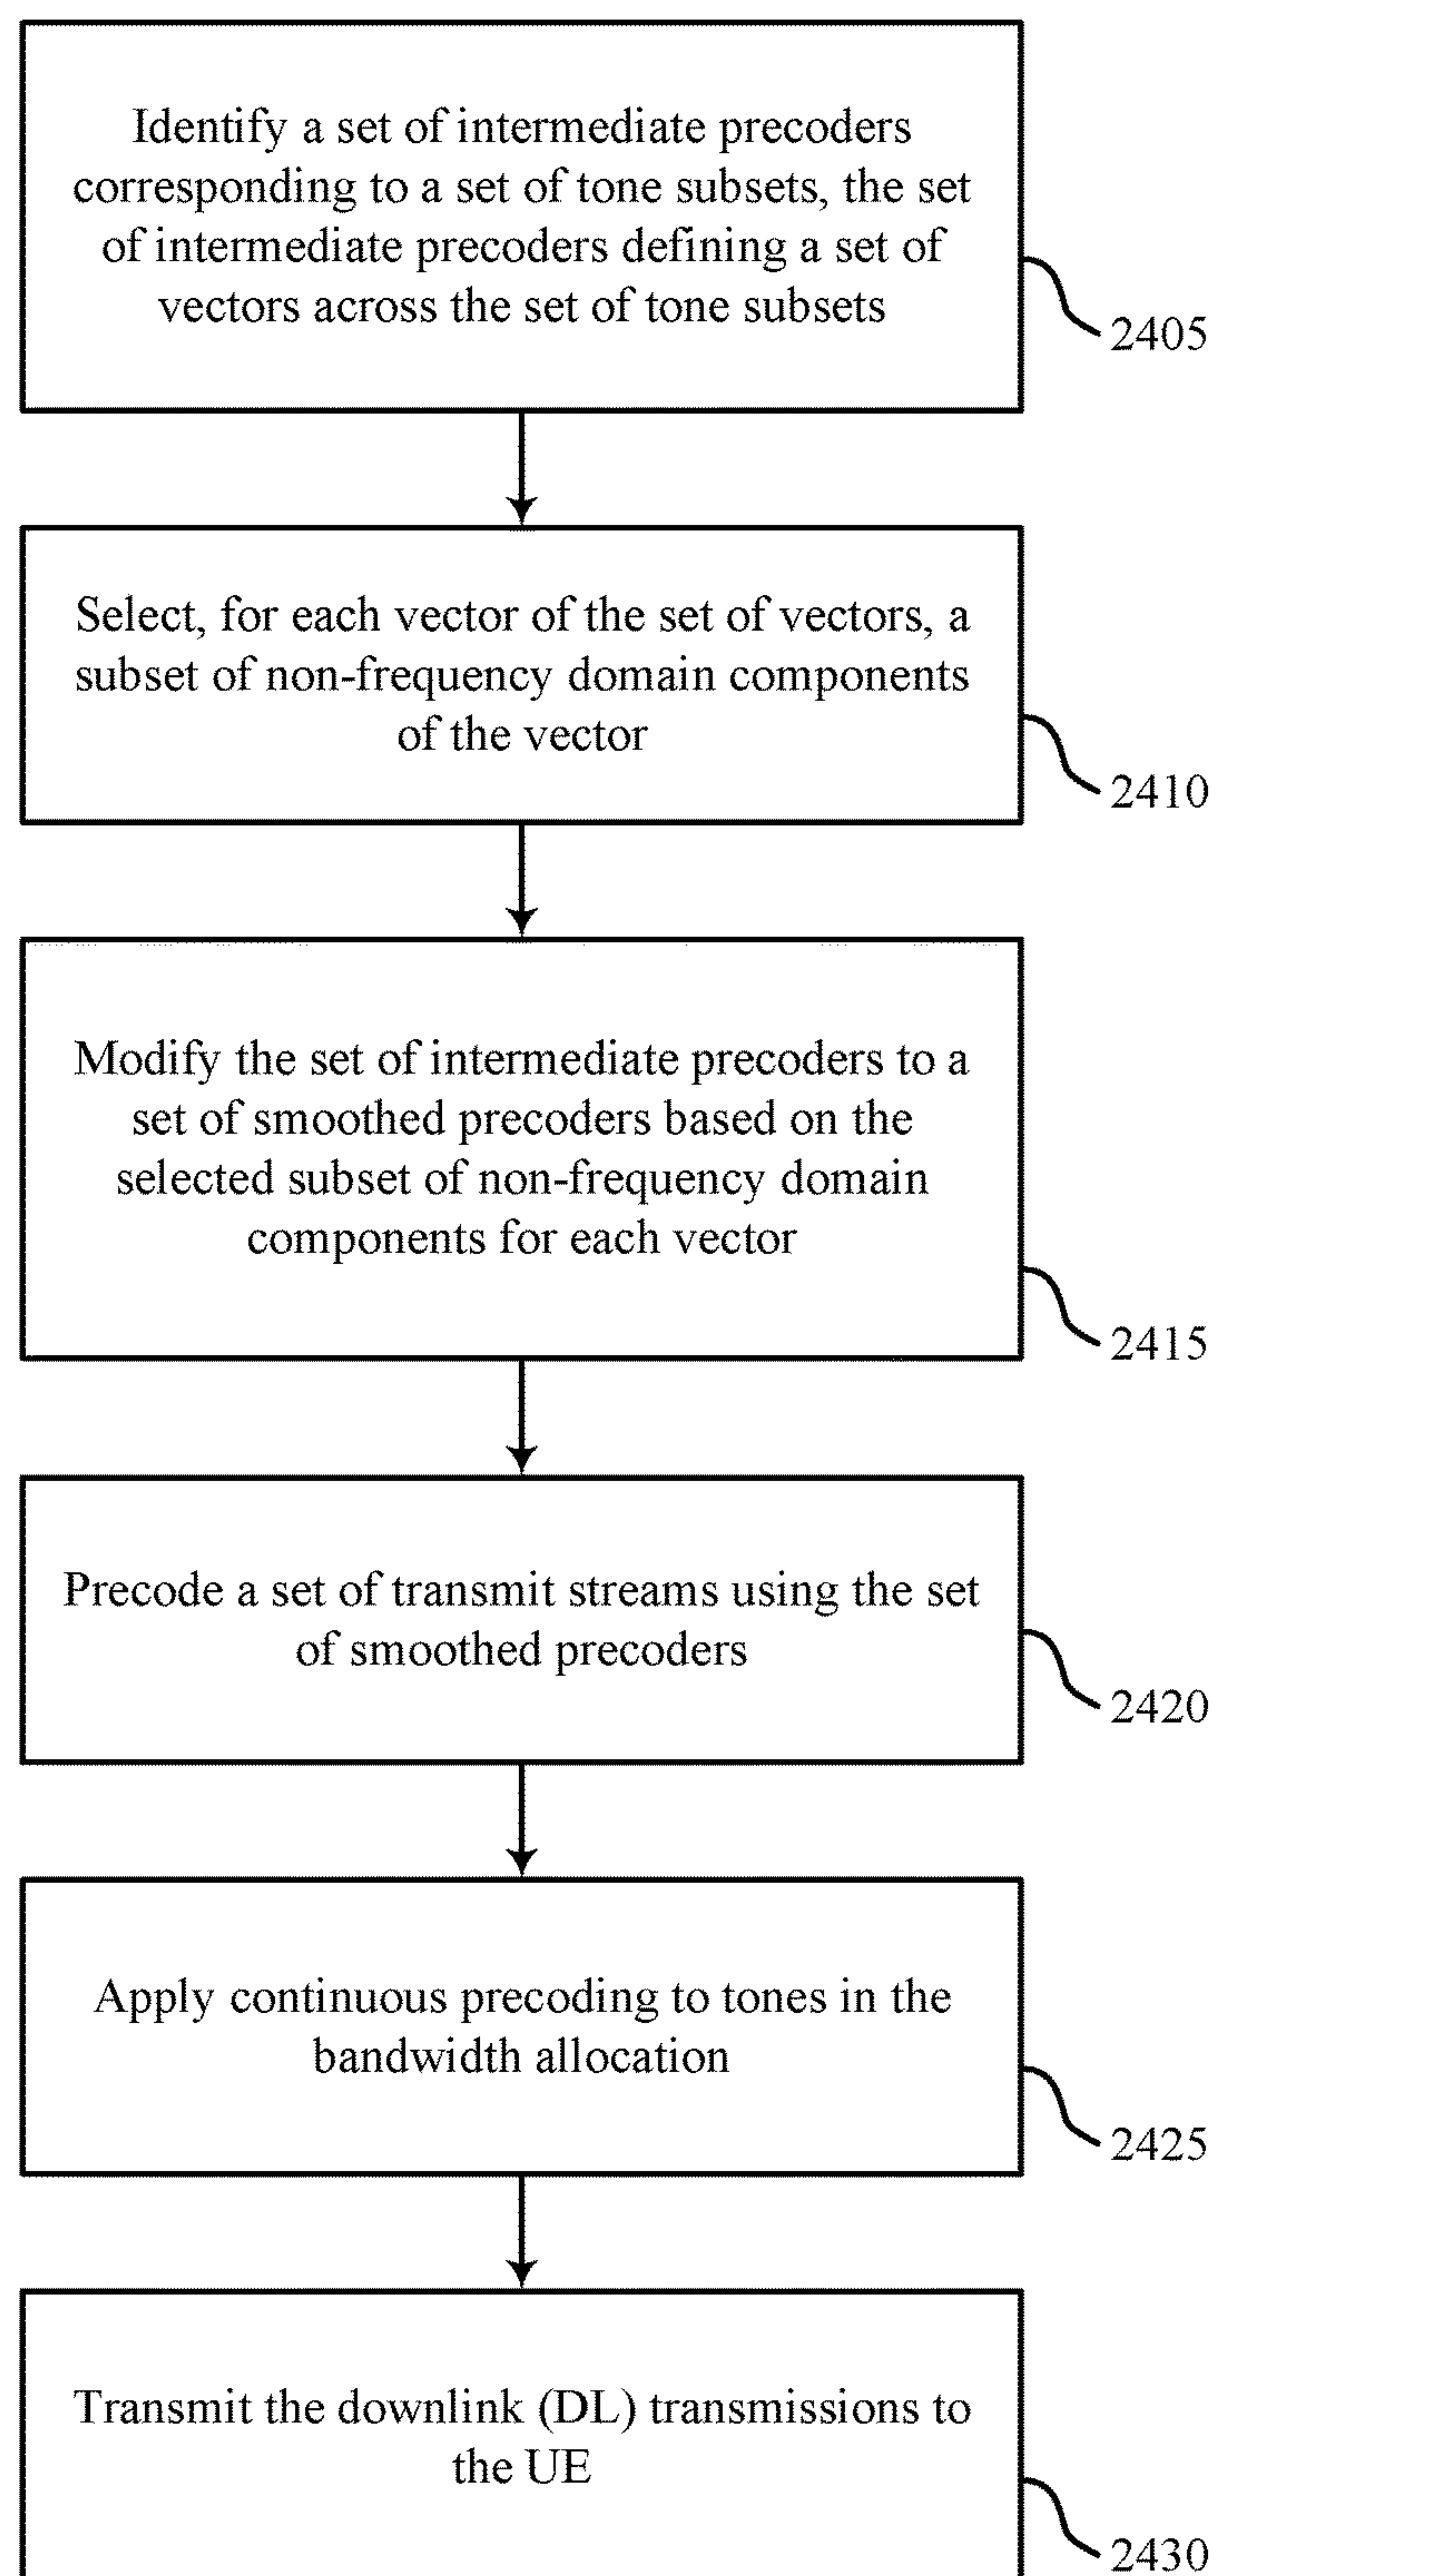 Identify a set of intermediate precoders
corresponding to a set of tone subsets, the set
of intermediate precoders defining a set of
vectors across the set of tone subsets
2405
Select, for each vector of the set of vectors, a
subset of non-frequency domain components
of the vector
2410
Modify the set of intermediate precoders to a
set of smoothed precoders based on the
selected subset of non-frequency domain
components for each vector
2415
Precode a set of transmit streams using the set
of smoothed precoders
2420
Apply continuous precoding to tones in the
bandwidth allocation
2425
Transmit the downlink (DL) transmissions to
the UE
2430